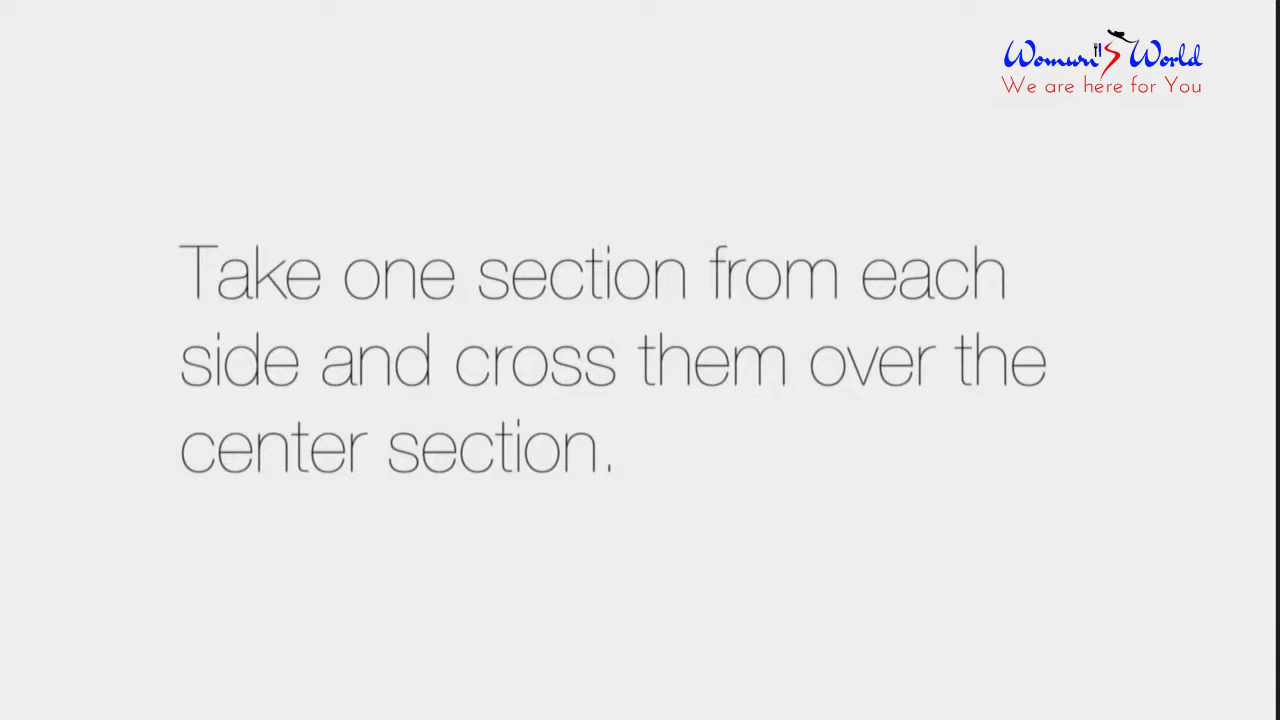 Women's World
We are here for You
Take one section from each
side and cross them over the
center section.